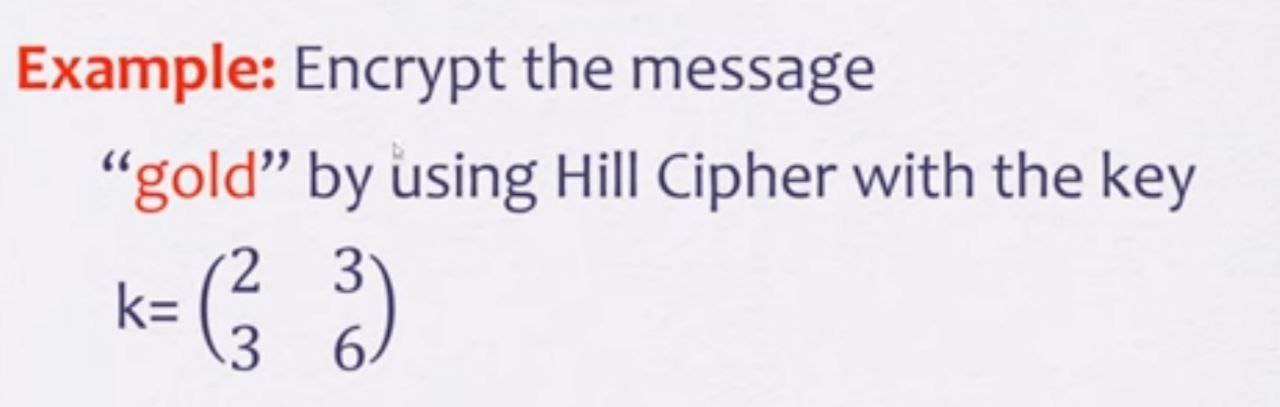 Example: Encrypt the message
“gold” by using Hill Cipher with the key
k= (2 3
3 6)